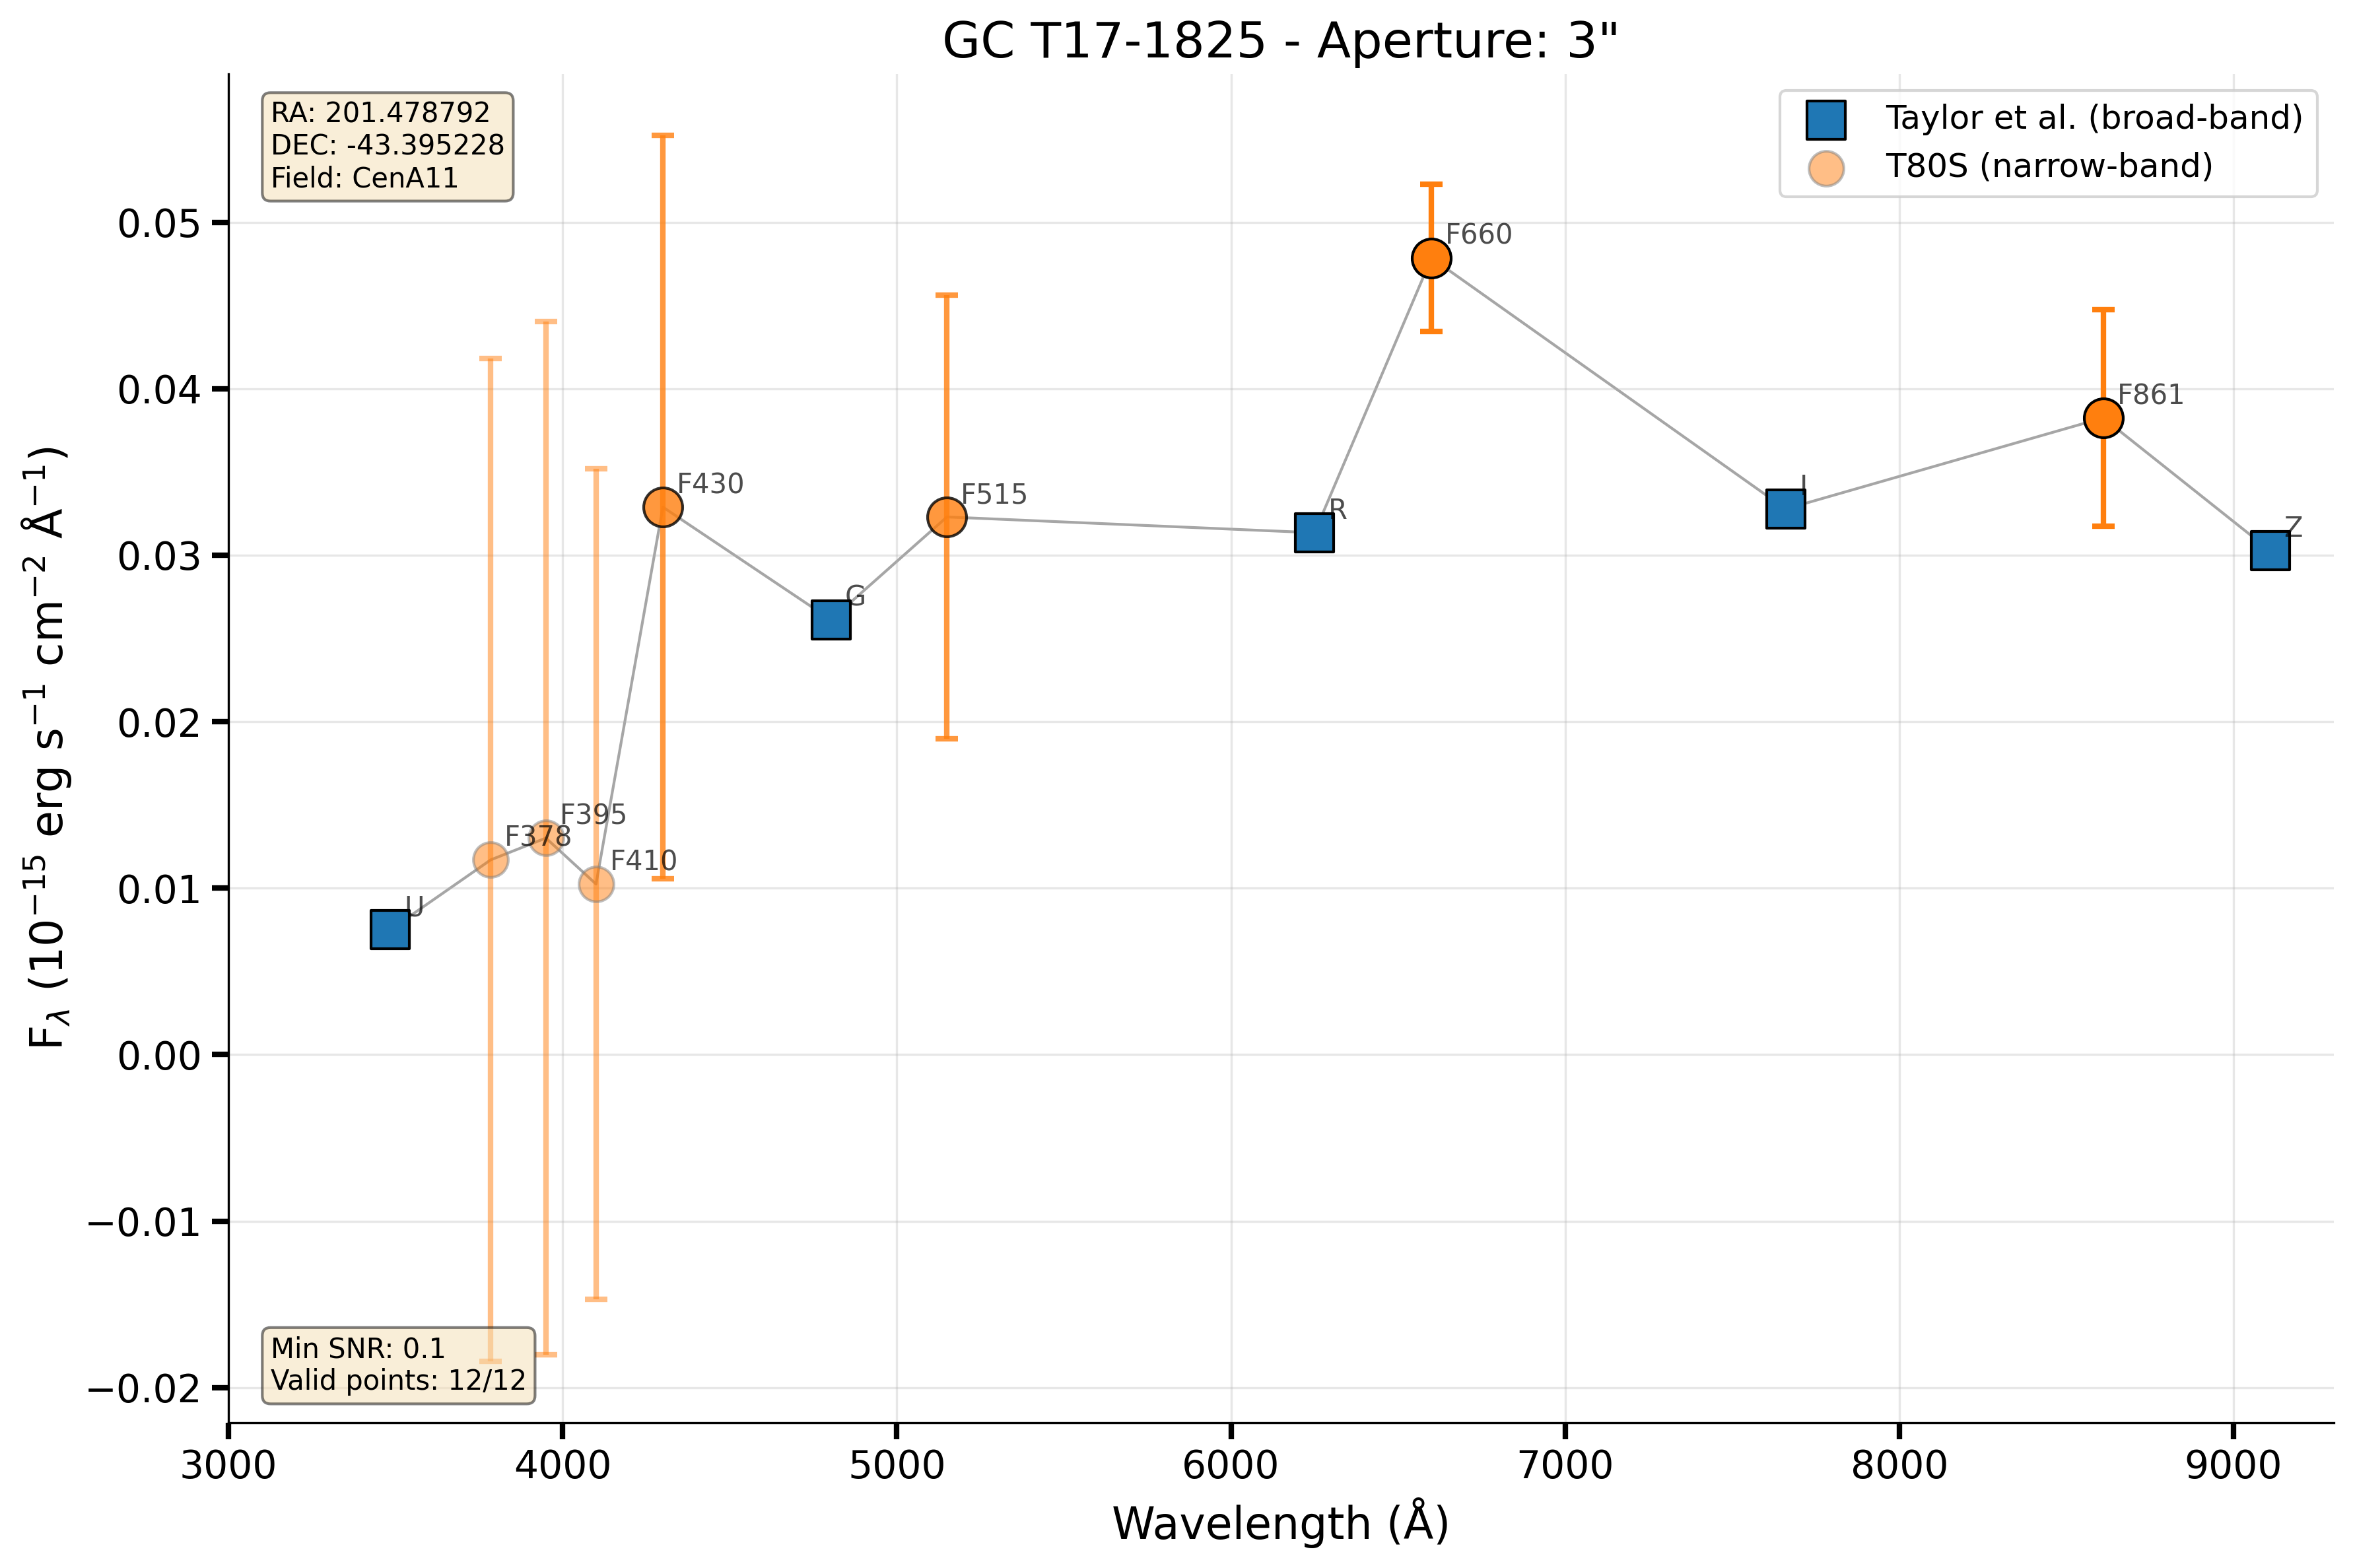 GC T17-1825 - Aperture: 3"
RA: 201.478792
DEC: -43.395228
Field: CenA11
Taylor et al. (broad-band)
T80S (narrow-band)
F660
F861
F430
F515
R
I
Z
G
F395
F378
F410
U
Min SNR: 0.1
Valid points: 12/12
0.05
0.04
0.03
0.02
0.01
0.00
−0.01
−0.02
F_λ (10⁻¹⁵ erg s⁻¹ cm⁻² Å⁻¹)
3000 4000 5000 6000 7000 8000 9000
Wavelength (Å)